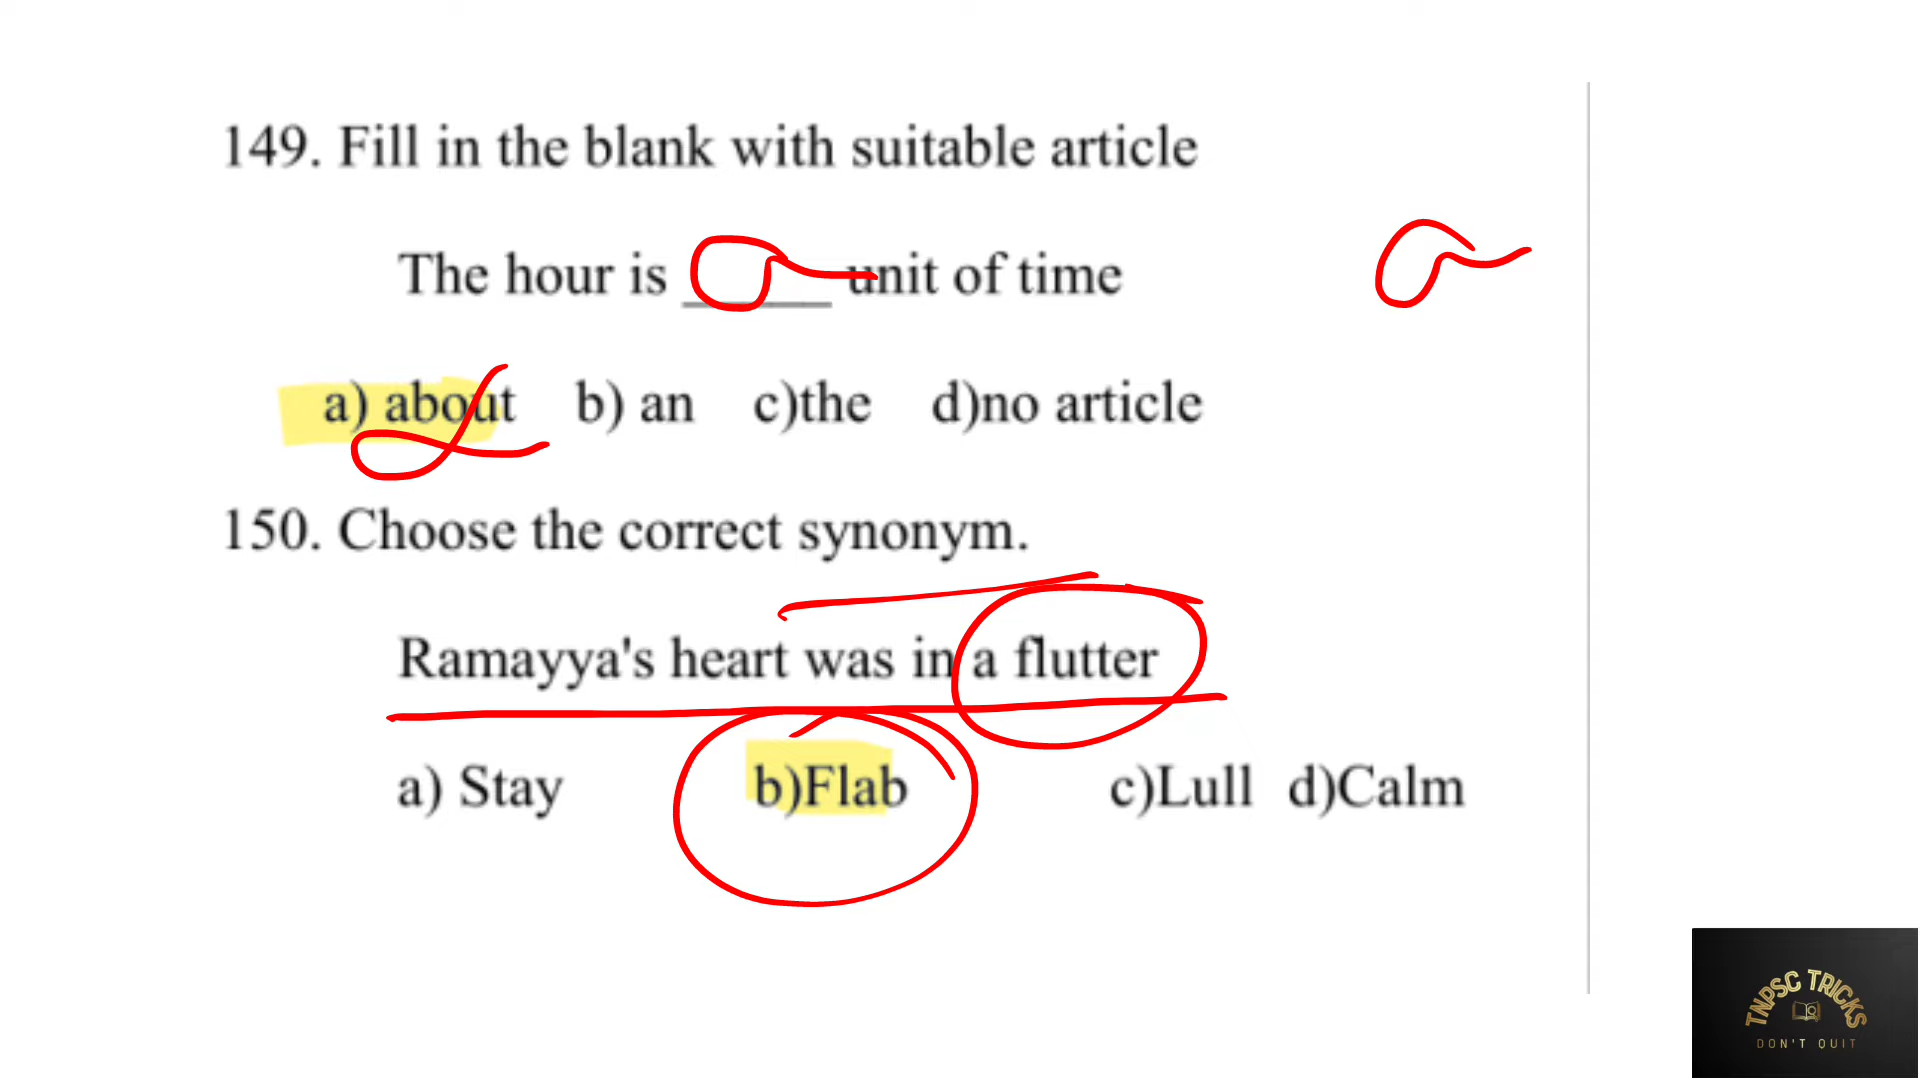 149. Fill in the blank with suitable article
The hour is ______ a unit of time
a
a) about b) an c)the d)no article
150. Choose the correct synonym.
Ramayya's heart was in a flutter
a) Stay b)Flab c)Lull d)Calm
TNPSC TRICKS
DON'T QUIT